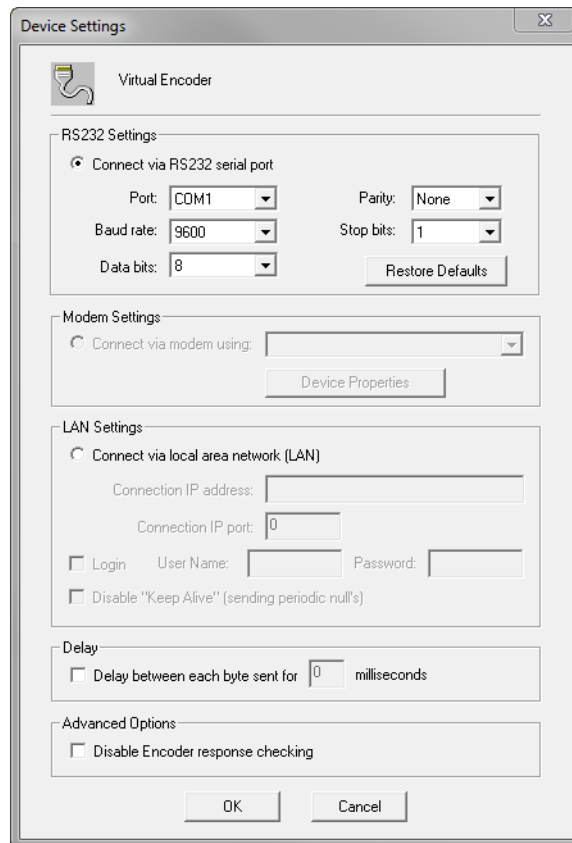 Device Settings
Virtual Encoder
RS232 Settings
Connect via RS232 serial port
Port: COM1 Parity: None
Baud rate: 9600 Stop bits: 1
Data bits: 8 Restore Defaults
Modem Settings
Connect via modem using:
Device Properties
LAN Settings
Connect via local area network (LAN)
Connection IP address:
Connection IP port: 0
Login User Name: Password:
Disable "Keep Alive" (sending periodic null's)
Delay
Delay between each byte sent for 0 milliseconds
Advanced Options
Disable Encoder response checking
OK Cancel